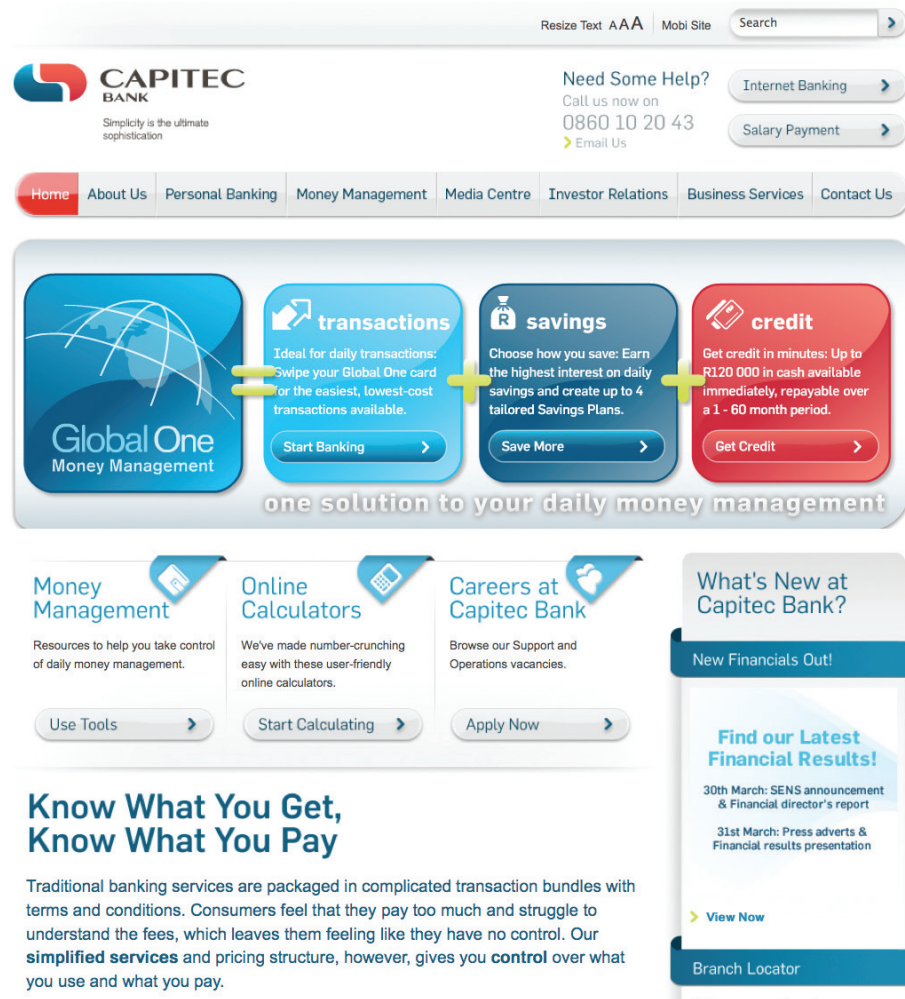 Resize Text AAA Mobi Site Search
CAPITEC
BANK
Simplicity is the ultimate
sophistication
Need Some Help?
Call us now on
0860 10 20 43
Email Us
Internet Banking
Salary Payment
Home About Us Personal Banking Money Management Media Centre Investor Relations Business Services Contact Us
Global One
Money Management
=
transactions
Ideal for daily transactions:
Swipe your Global One card
for the easiest, lowest-cost
transactions available.
Start Banking
+
R
savings
Choose how you save: Earn
the highest interest on daily
savings and create up to 4
tailored Savings Plans.
Save More
+
credit
Get credit in minutes: Up to
R120 000 in cash available
immediately, repayable over
a 1 - 60 month period.
Get Credit
one solution to your daily money management
Money
Management
Resources to help you take control
of daily money management.
Use Tools
Online
Calculators
We've made number-crunching
easy with these user-friendly
online calculators.
Start Calculating
Careers at
Capitec Bank
Browse our Support and
Operations vacancies.
Apply Now
Know What You Get,
Know What You Pay
Traditional banking services are packaged in complicated transaction bundles with
terms and conditions. Consumers feel that they pay too much and struggle to
understand the fees, which leaves them feeling like they have no control. Our
simplified services and pricing structure, however, gives you control over what
you use and what you pay.
What's New at
Capitec Bank?
New Financials Out!
Find our Latest
Financial Results!
30th March: SENS announcement
& Financial director's report
31st March: Press adverts &
Financial results presentation
View Now
Branch Locator